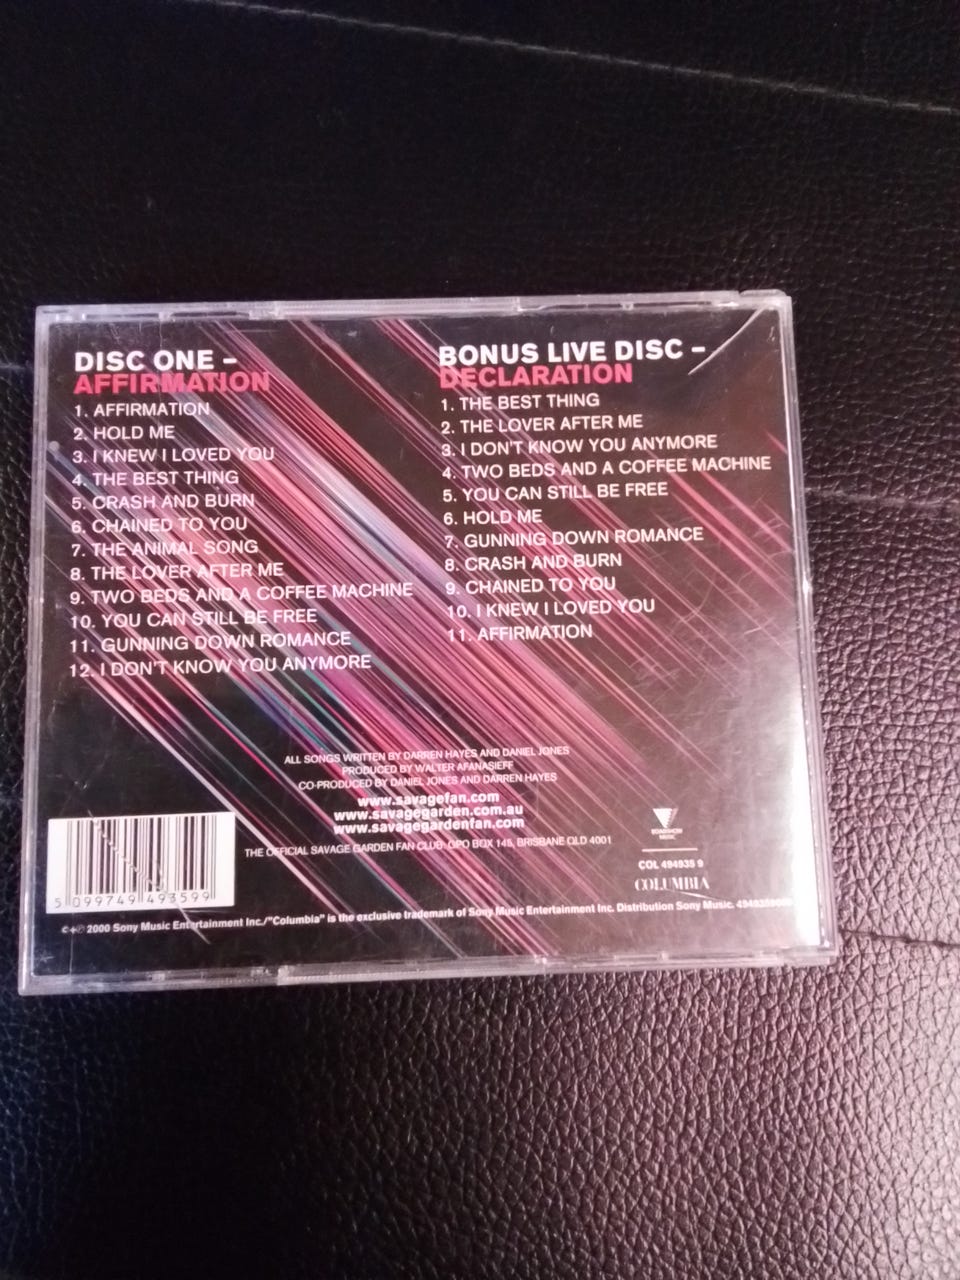 DISC ONE –
AFFIRMATION
1. AFFIRMATION
2. HOLD ME
3. I KNEW I LOVED YOU
4. THE BEST THING
5. CRASH AND BURN
6. CHAINED TO YOU
7. THE ANIMAL SONG
8. THE LOVER AFTER ME
9. TWO BEDS AND A COFFEE MACHINE
10. YOU CAN STILL BE FREE
11. GUNNING DOWN ROMANCE
12. I DON'T KNOW YOU ANYMORE
BONUS LIVE DISC –
DECLARATION
1. THE BEST THING
2. THE LOVER AFTER ME
3. I DON'T KNOW YOU ANYMORE
4. TWO BEDS AND A COFFEE MACHINE
5. YOU CAN STILL BE FREE
6. HOLD ME
7. GUNNING DOWN ROMANCE
8. CRASH AND BURN
9. CHAINED TO YOU
10. I KNEW I LOVED YOU
11. AFFIRMATION
ALL SONGS WRITTEN BY DARREN HAYES AND DANIEL JONES
PRODUCED BY WALTER AFANASIEFF
CO-PRODUCED BY DANIEL JONES AND DARREN HAYES
www.savagefan.com
www.savagegarden.com.au
www.savagegardenfan.com
THE OFFICIAL SAVAGE GARDEN FAN CLUB: GPO BOX 145, BRISBANE QLD 4001
ROADSHOW
MUSIC
COL 494935 9
COLUMBIA
5 099749 493599
©+℗ 2000 Sony Music Entertainment Inc./"Columbia" is the exclusive trademark of Sony Music Entertainment Inc. Distribution Sony Music.